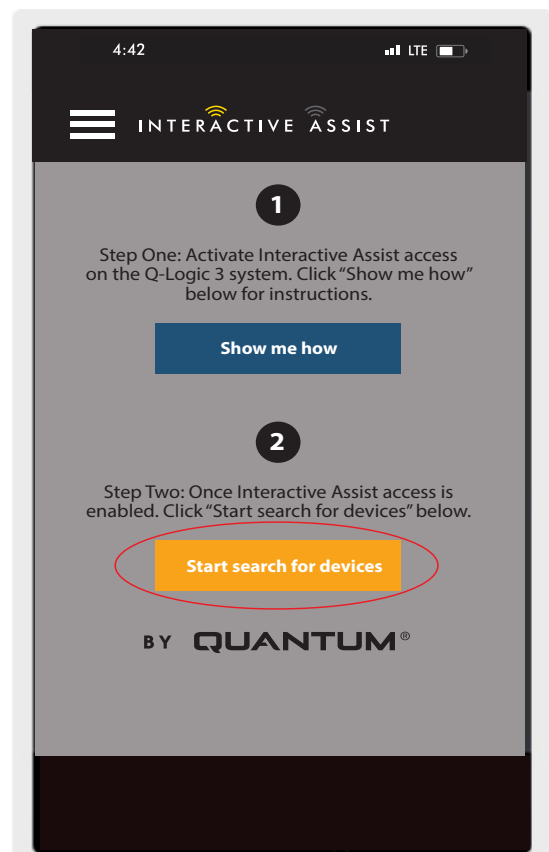 4:42 LTE
INTERACTIVE ASSIST
1
Step One: Activate Interactive Assist access
on the Q-Logic 3 system. Click “Show me how”
below for instructions.
Show me how
2
Step Two: Once Interactive Assist access is
enabled. Click “Start search for devices” below.
Start search for devices
BY QUANTUM®